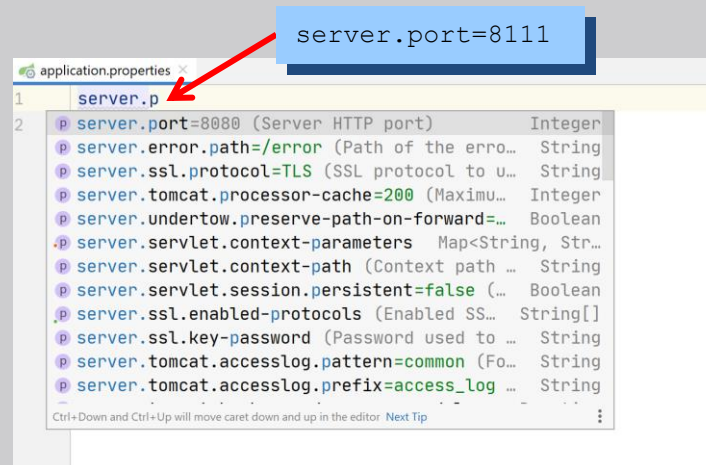 server.port=8111
application.properties
1 server.p
2
server.port=8080 (Server HTTP port) Integer
server.error.path=/error (Path of the erro… String
server.ssl.protocol=TLS (SSL protocol to u… String
server.tomcat.processor-cache=200 (Maximu… Integer
server.undertow.preserve-path-on-forward=… Boolean
server.servlet.context-parameters Map<String, Str…
server.servlet.context-path (Context path … String
server.servlet.session.persistent=false (… Boolean
server.ssl.enabled-protocols (Enabled SS… String[]
server.ssl.key-password (Password used to … String
server.tomcat.accesslog.pattern=common (Fo… String
server.tomcat.accesslog.prefix=access_log … String
Ctrl+Down and Ctrl+Up will move caret down and up in the editor Next Tip